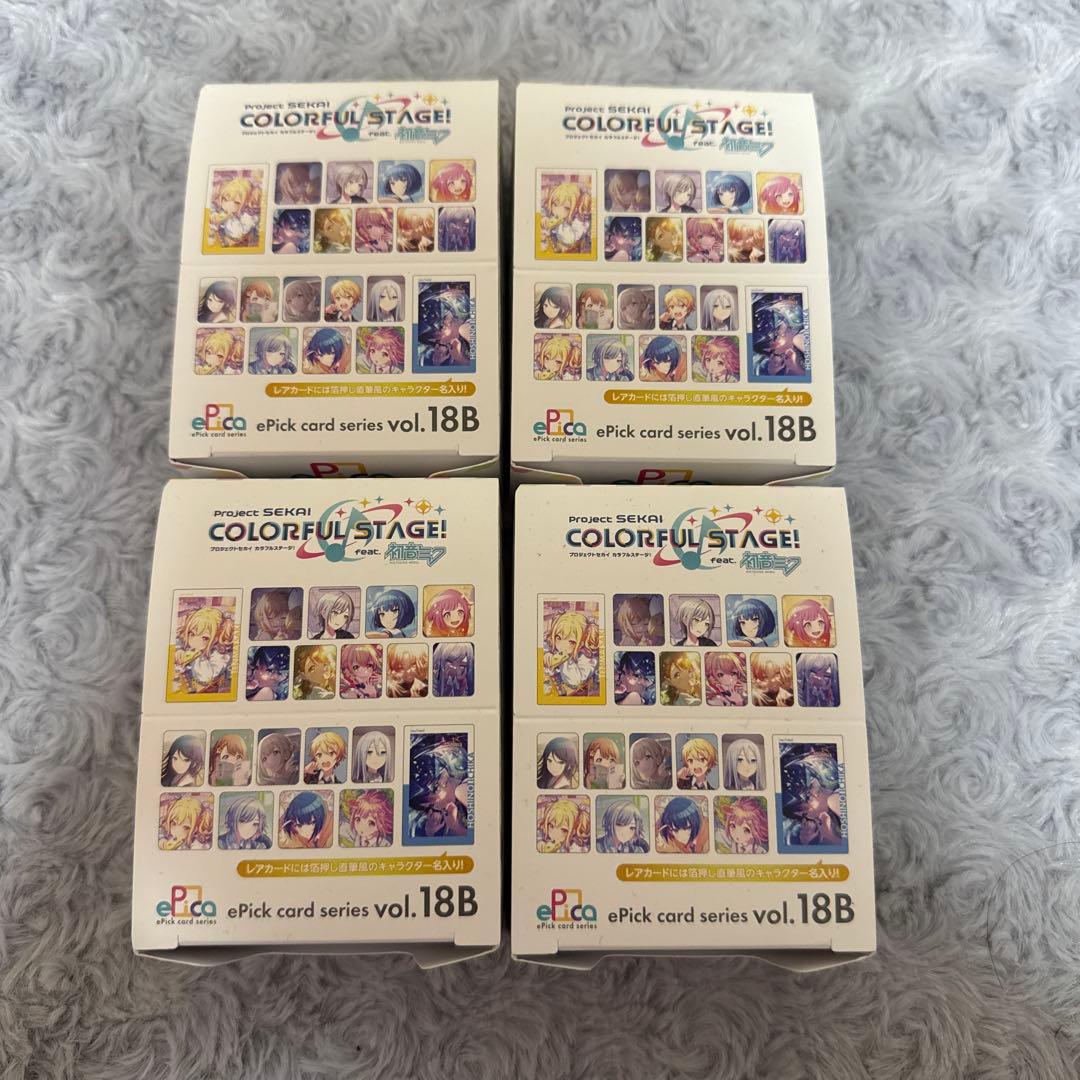 Project SEKAI
COLORFUL STAGE!
プロジェクトセカイ カラフルステージ!
feat. 初音ミク
HOSHINO ICHIKA
レアカードには箔押し直筆風のキャラクター名入り!
ePica
ePick card series
ePick card series vol.18B
Project SEKAI
COLORFUL STAGE!
プロジェクトセカイ カラフルステージ!
feat. 初音ミク
HOSHINO ICHIKA
レアカードには箔押し直筆風のキャラクター名入り!
ePica
ePick card series
ePick card series vol.18B
Project SEKAI
COLORFUL STAGE!
プロジェクトセカイ カラフルステージ!
feat. 初音ミク
HOSHINO ICHIKA
レアカードには箔押し直筆風のキャラクター名入り!
ePica
ePick card series
ePick card series vol.18B
Project SEKAI
COLORFUL STAGE!
プロジェクトセカイ カラフルステージ!
feat. 初音ミク
HOSHINO ICHIKA
レアカードには箔押し直筆風のキャラクター名入り!
ePica
ePick card series
ePick card series vol.18B